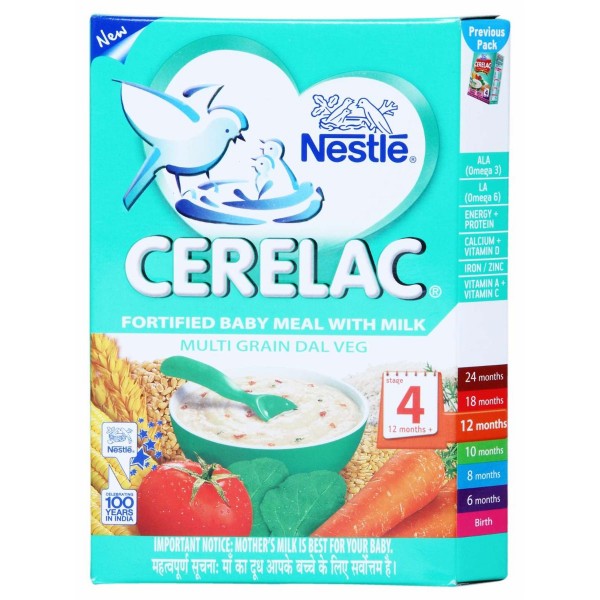 New
Previous
Pack
CERELAC
Nestlé®
CERELAC®
FORTIFIED BABY MEAL WITH MILK
MULTI GRAIN DAL VEG
ALA
(Omega 3)
LA
(Omega 6)
ENERGY +
PROTEIN
CALCIUM +
VITAMIN D
IRON / ZINC
VITAMIN A +
VITAMIN C
stage
4
12 months +
24 months
18 months
12 months
10 months
8 months
6 months
Birth
Nestlé
CELEBRATING
100
YEARS
IN INDIA
IMPORTANT NOTICE: MOTHER'S MILK IS BEST FOR YOUR BABY.
महत्वपूर्ण सूचना: माँ का दूध आपके बच्चे के लिए सर्वोत्तम है।